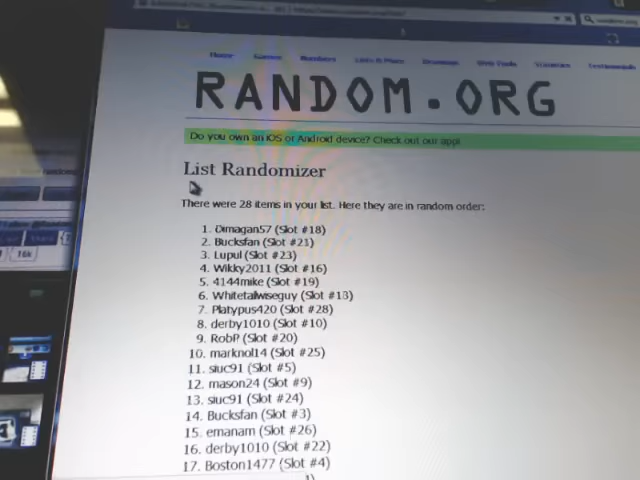 Home Games Numbers Lists & More Drawings Web Tools Statistics Testimonials
RANDOM.ORG
Do you own an iOS or Android device? Check out our app!
List Randomizer
There were 28 items in your list. Here they are in random order:
1. Dimagan57 (Slot #18)
2. Bucksfan (Slot #21)
3. Lupul (Slot #23)
4. Wikky2011 (Slot #16)
5. 4144mike (Slot #19)
6. Whitetailwiseguy (Slot #13)
7. Platypus420 (Slot #28)
8. derby1010 (Slot #10)
9. RobP (Slot #20)
10. marknol14 (Slot #25)
11. siuc91 (Slot #5)
12. mason24 (Slot #9)
13. siuc91 (Slot #24)
14. Bucksfan (Slot #3)
15. emanam (Slot #26)
16. derby1010 (Slot #22)
17. Boston1477 (Slot #4)
16k